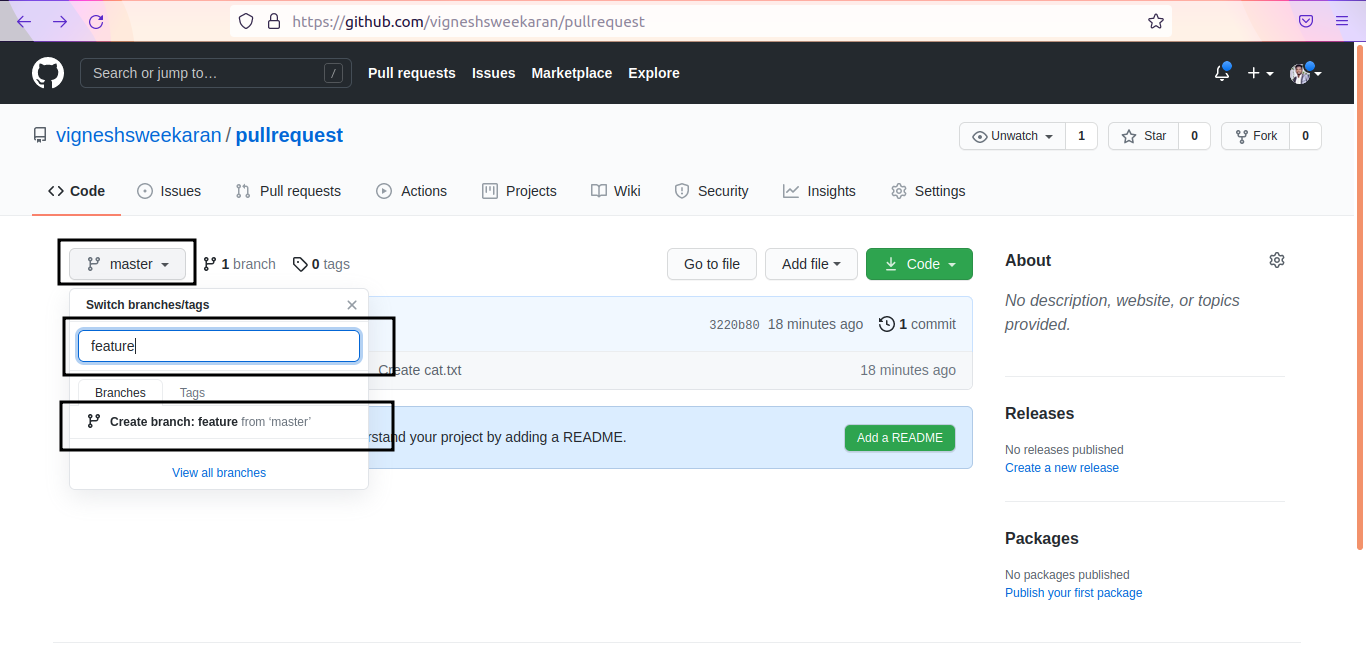 https://github.com/vigneshsweekaran/pullrequest
Search or jump to… / Pull requests Issues Marketplace Explore
vigneshsweekaran / pullrequest
Unwatch 1 Star 0 Fork 0
Code Issues Pull requests Actions Projects Wiki Security Insights Settings
master 1 branch 0 tags Go to file Add file Code
Switch branches/tags
feature
Branches Tags
Create branch: feature from ‘master’
View all branches
3220b80 18 minutes ago 1 commit
Create cat.txt 18 minutes ago
stand your project by adding a README. Add a README
About
No description, website, or topics
provided.
Releases
No releases published
Create a new release
Packages
No packages published
Publish your first package